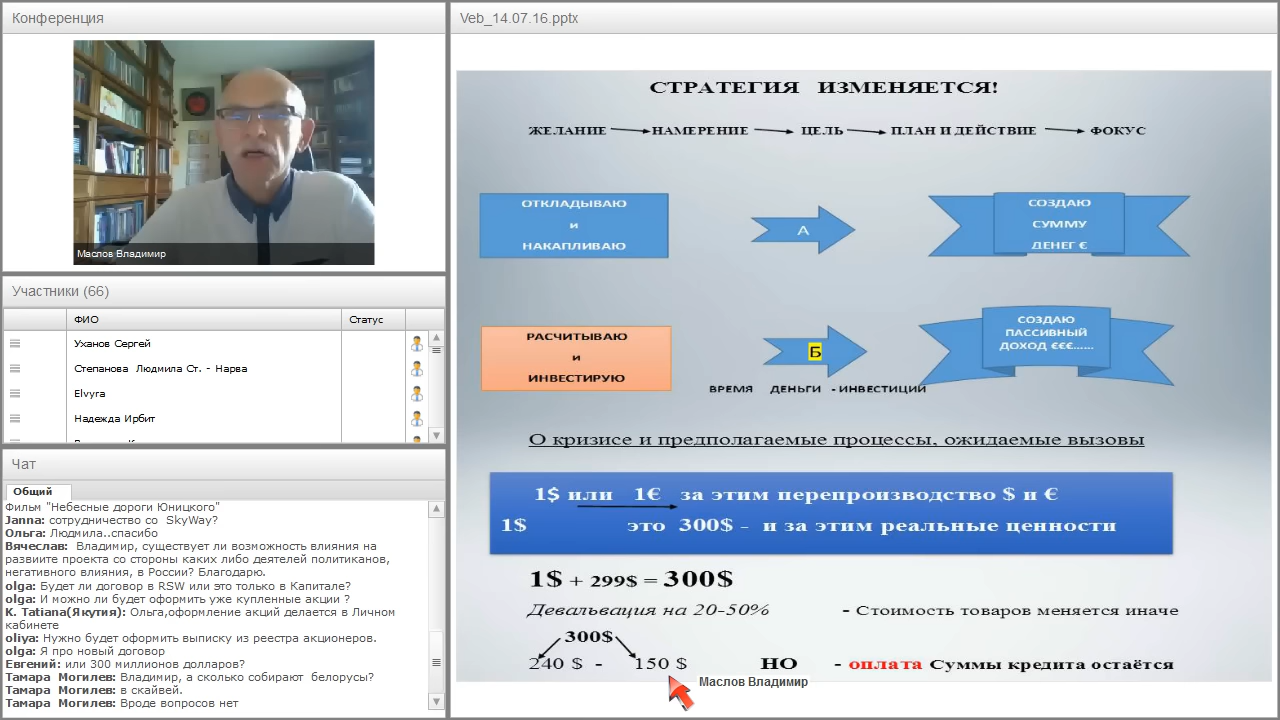 Конференция
Маслов Владимир
Участники (66)
ФИО Статус
Уханов Сергей
Степанова Людмила Ст. - Нарва
Elvyra
Надежда Ирбит
Чат
Общий
Фильм "Небесные дороги Юницкого"
Janna: сотрудничество со SkyWay?
Ольга: Людмила..спасибо
Вячеслав: Владимир, существует ли возможность влияния на
развиите проекта со стороны каких либо деятелей политиканов,
негативного влияния, в России? Благодарю.
olga: Будет ли договор в RSW или это только в Капитале?
olga: И можно ли будет оформить уже купленные акции ?
K. Tatiana(Якутия): Ольга,оформление акций делается в Личном
кабинете
oliya: Нужно будет оформить выписку из реестра акционеров.
olga: Я про новый договор
Евгений: или 300 миллионов долларов?
Тамара Могилев: Владимир, а сколько собирают белорусы?
Тамара Могилев: в скайвей.
Тамара Могилев: Вроде вопросов нет
Veb_14.07.16.pptx
СТРАТЕГИЯ ИЗМЕНЯЕТСЯ!
ЖЕЛАНИЕ НАМЕРЕНИЕ ЦЕЛЬ ПЛАН И ДЕЙСТВИЕ ФОКУС
ОТКЛАДЫВАЮ
и
НАКАПЛИВАЮ
А
СОЗДАЮ
СУММУ
ДЕНЕГ €
РАСЧИТЫВАЮ
и
ИНВЕСТИРУЮ
Б
СОЗДАЮ
ПАССИВНЫЙ
ДОХОД €€€......
ВРЕМЯ ДЕНЬГИ - ИНВЕСТИЦИИ
О кризисе и предполагаемые процессы, ожидаемые вызовы
1$ или 1€ за этим перепроизводство $ и €
1$ это 300$ - и за этим реальные ценности
1$ + 299$ = 300$
Девальвация на 20-50% - Стоимость товаров меняется иначе
300$
240 $ - 150 $ НО - оплата Суммы кредита остаётся
Маслов Владимир